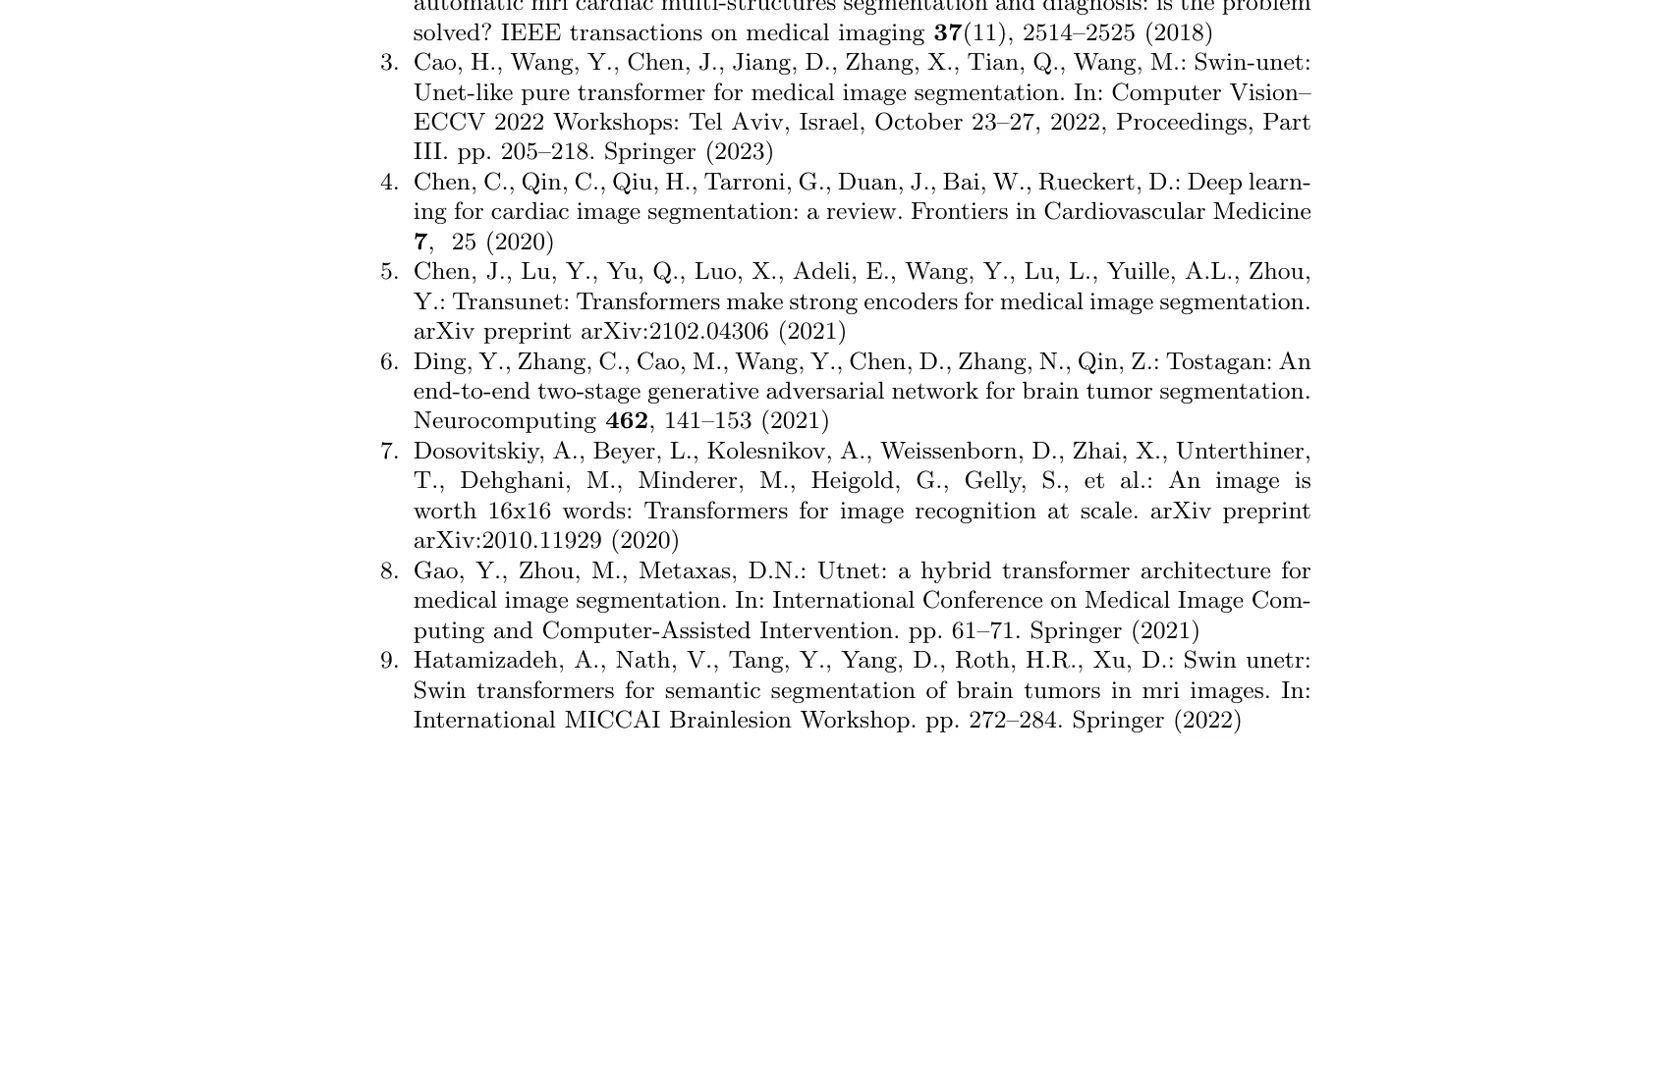 automatic mri cardiac multi-structures segmentation and diagnosis: is the problem
solved? IEEE transactions on medical imaging 37(11), 2514–2525 (2018)
3. Cao, H., Wang, Y., Chen, J., Jiang, D., Zhang, X., Tian, Q., Wang, M.: Swin-unet:
Unet-like pure transformer for medical image segmentation. In: Computer Vision–
ECCV 2022 Workshops: Tel Aviv, Israel, October 23–27, 2022, Proceedings, Part
III. pp. 205–218. Springer (2023)
4. Chen, C., Qin, C., Qiu, H., Tarroni, G., Duan, J., Bai, W., Rueckert, D.: Deep learn-
ing for cardiac image segmentation: a review. Frontiers in Cardiovascular Medicine
7, 25 (2020)
5. Chen, J., Lu, Y., Yu, Q., Luo, X., Adeli, E., Wang, Y., Lu, L., Yuille, A.L., Zhou,
Y.: Transunet: Transformers make strong encoders for medical image segmentation.
arXiv preprint arXiv:2102.04306 (2021)
6. Ding, Y., Zhang, C., Cao, M., Wang, Y., Chen, D., Zhang, N., Qin, Z.: Tostagan: An
end-to-end two-stage generative adversarial network for brain tumor segmentation.
Neurocomputing 462, 141–153 (2021)
7. Dosovitskiy, A., Beyer, L., Kolesnikov, A., Weissenborn, D., Zhai, X., Unterthiner,
T., Dehghani, M., Minderer, M., Heigold, G., Gelly, S., et al.: An image is
worth 16x16 words: Transformers for image recognition at scale. arXiv preprint
arXiv:2010.11929 (2020)
8. Gao, Y., Zhou, M., Metaxas, D.N.: Utnet: a hybrid transformer architecture for
medical image segmentation. In: International Conference on Medical Image Com-
puting and Computer-Assisted Intervention. pp. 61–71. Springer (2021)
9. Hatamizadeh, A., Nath, V., Tang, Y., Yang, D., Roth, H.R., Xu, D.: Swin unetr:
Swin transformers for semantic segmentation of brain tumors in mri images. In:
International MICCAI Brainlesion Workshop. pp. 272–284. Springer (2022)